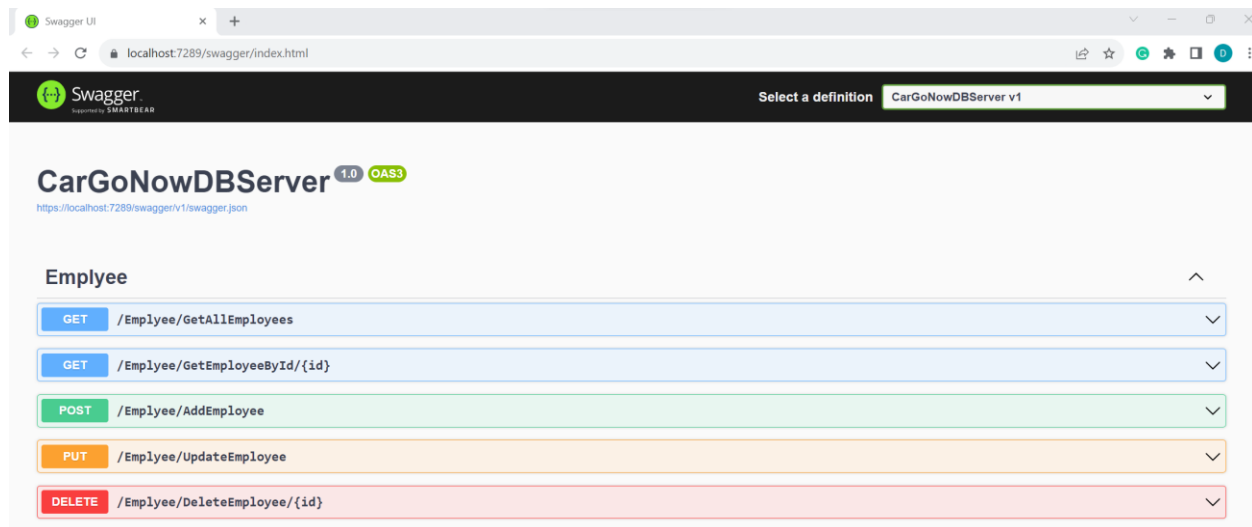 Swagger UI
localhost:7289/swagger/index.html
G D
{...} Swagger.
Supported by SMARTBEAR
Select a definition CarGoNowDBServer v1
CarGoNowDBServer 1.0 OAS3
https://localhost:7289/swagger/v1/swagger.json
Emplyee
GET /Emplyee/GetAllEmployees
GET /Emplyee/GetEmployeeById/{id}
POST /Emplyee/AddEmployee
PUT /Emplyee/UpdateEmployee
DELETE /Emplyee/DeleteEmployee/{id}